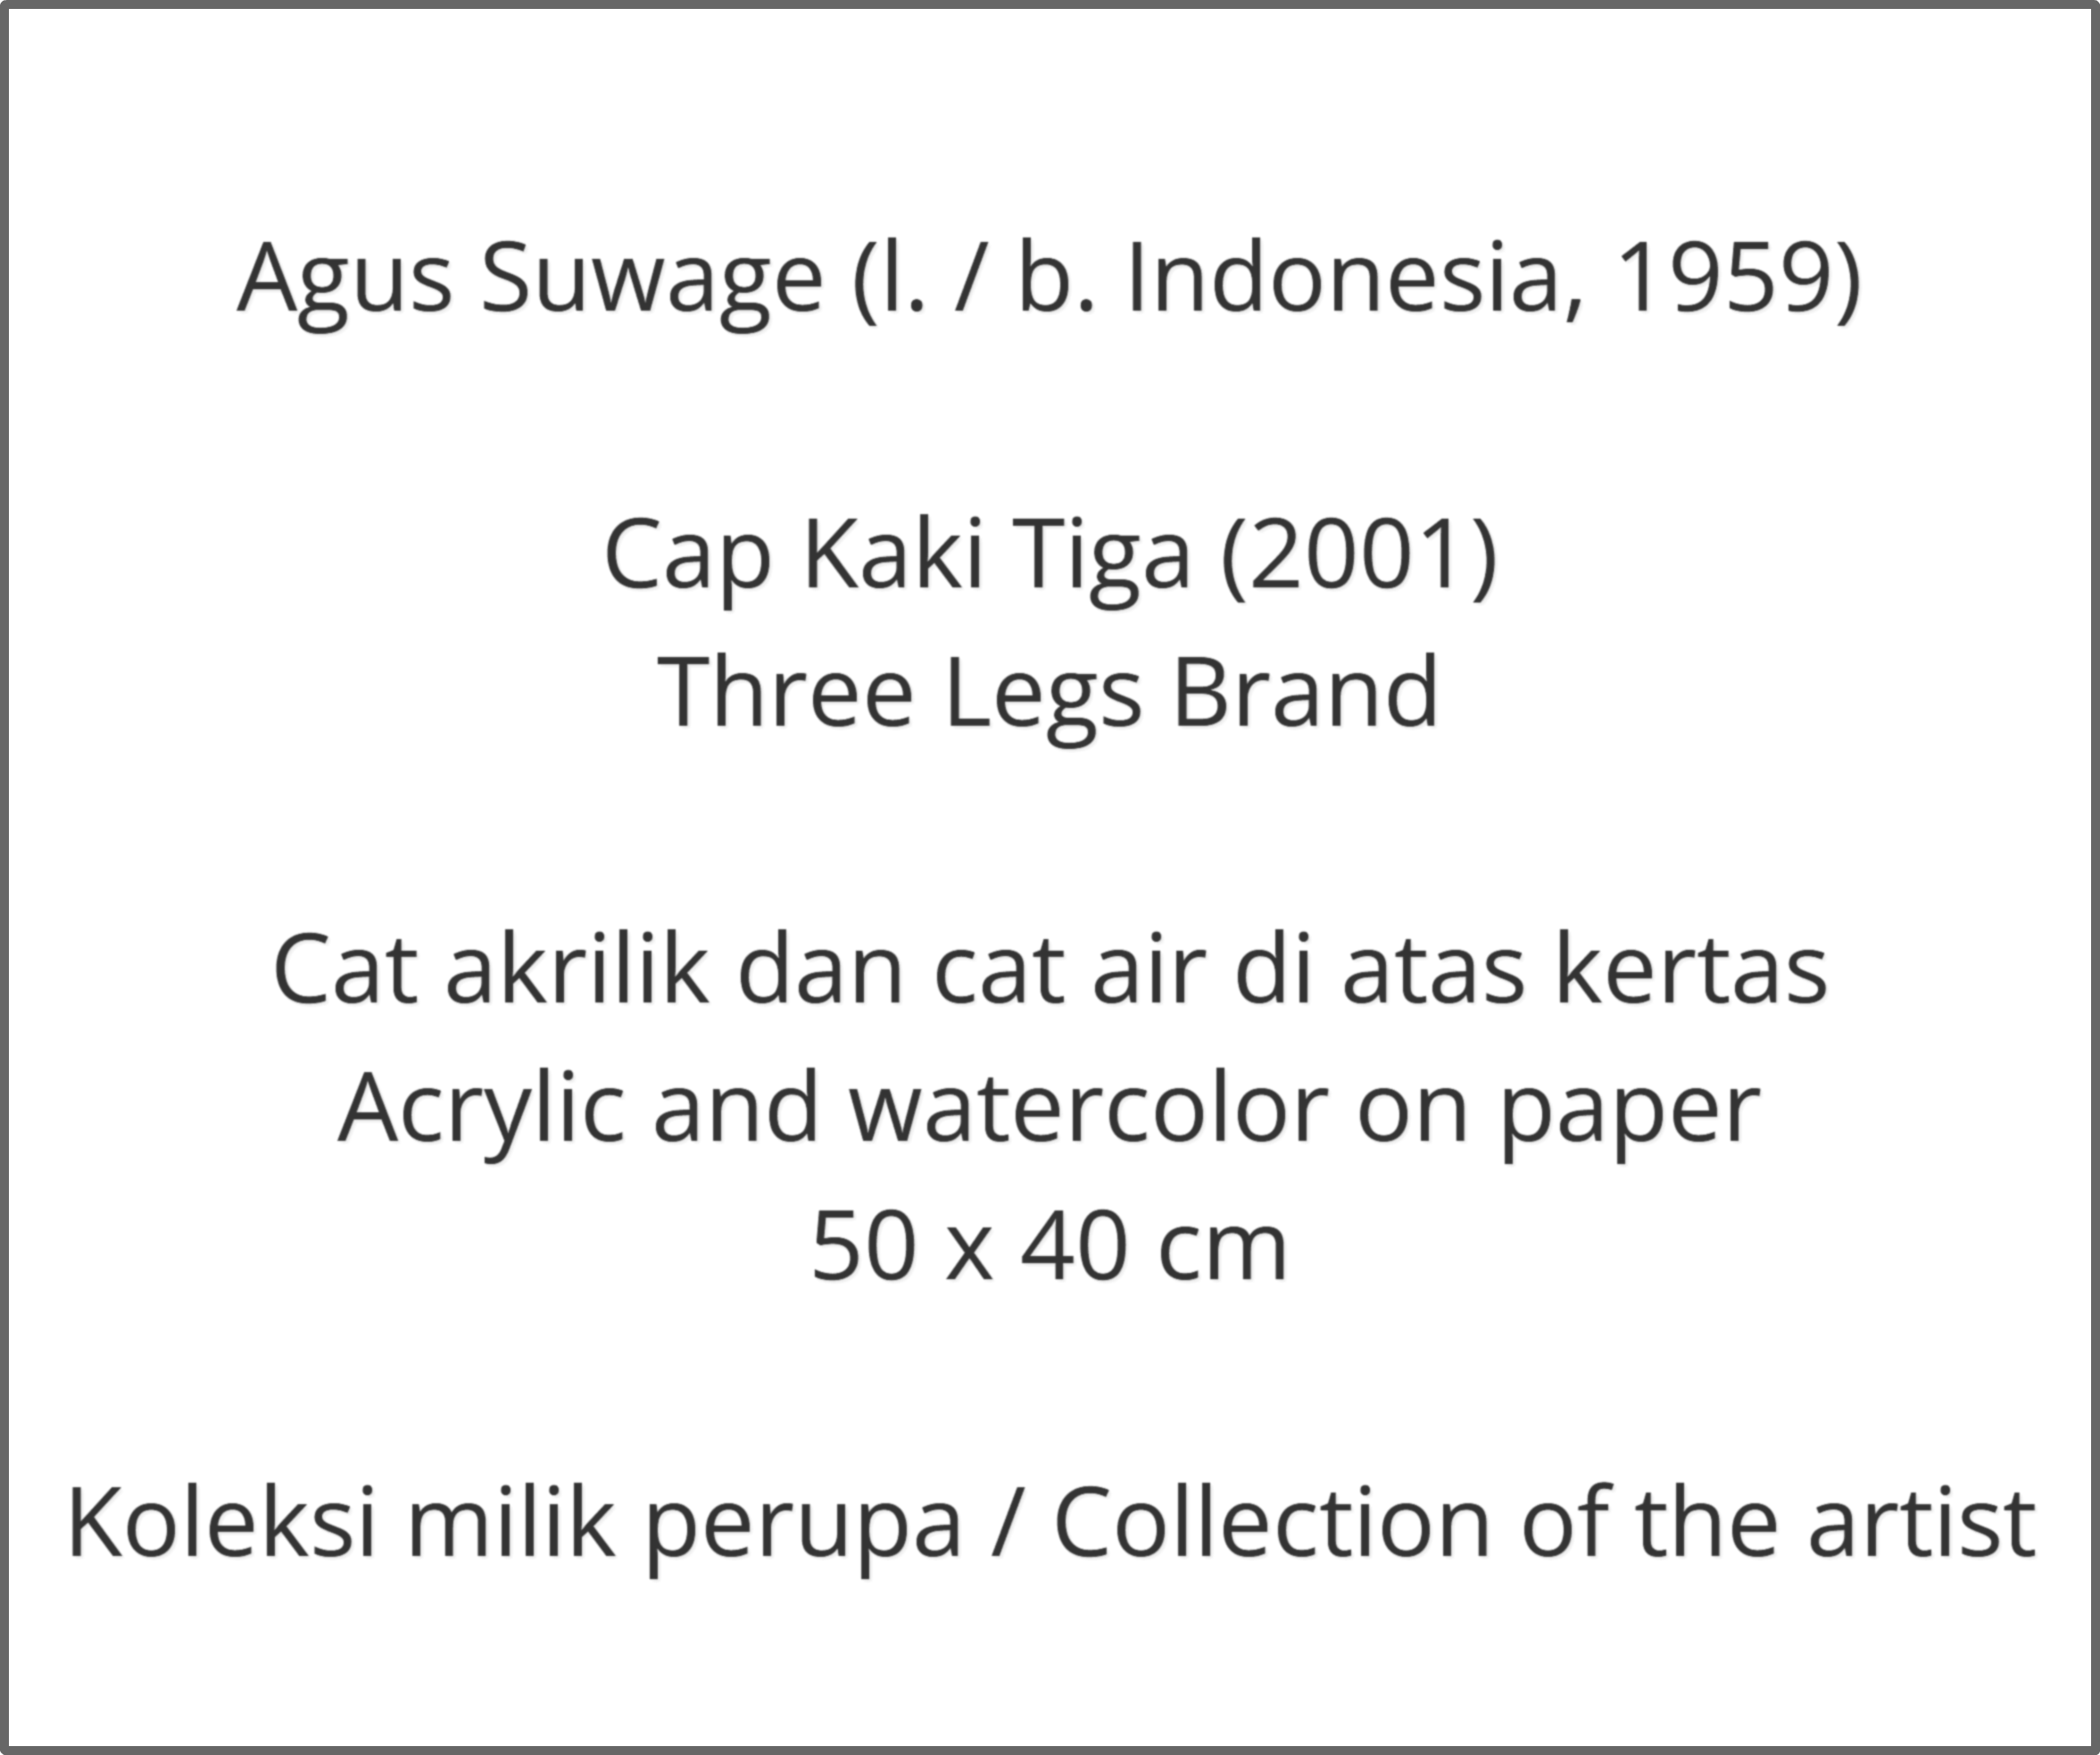 Agus Suwage (l. / b. Indonesia, 1959)
Cap Kaki Tiga (2001)
Three Legs Brand
Cat akrilik dan cat air di atas kertas
Acrylic and watercolor on paper
50 x 40 cm
Koleksi milik perupa / Collection of the artist